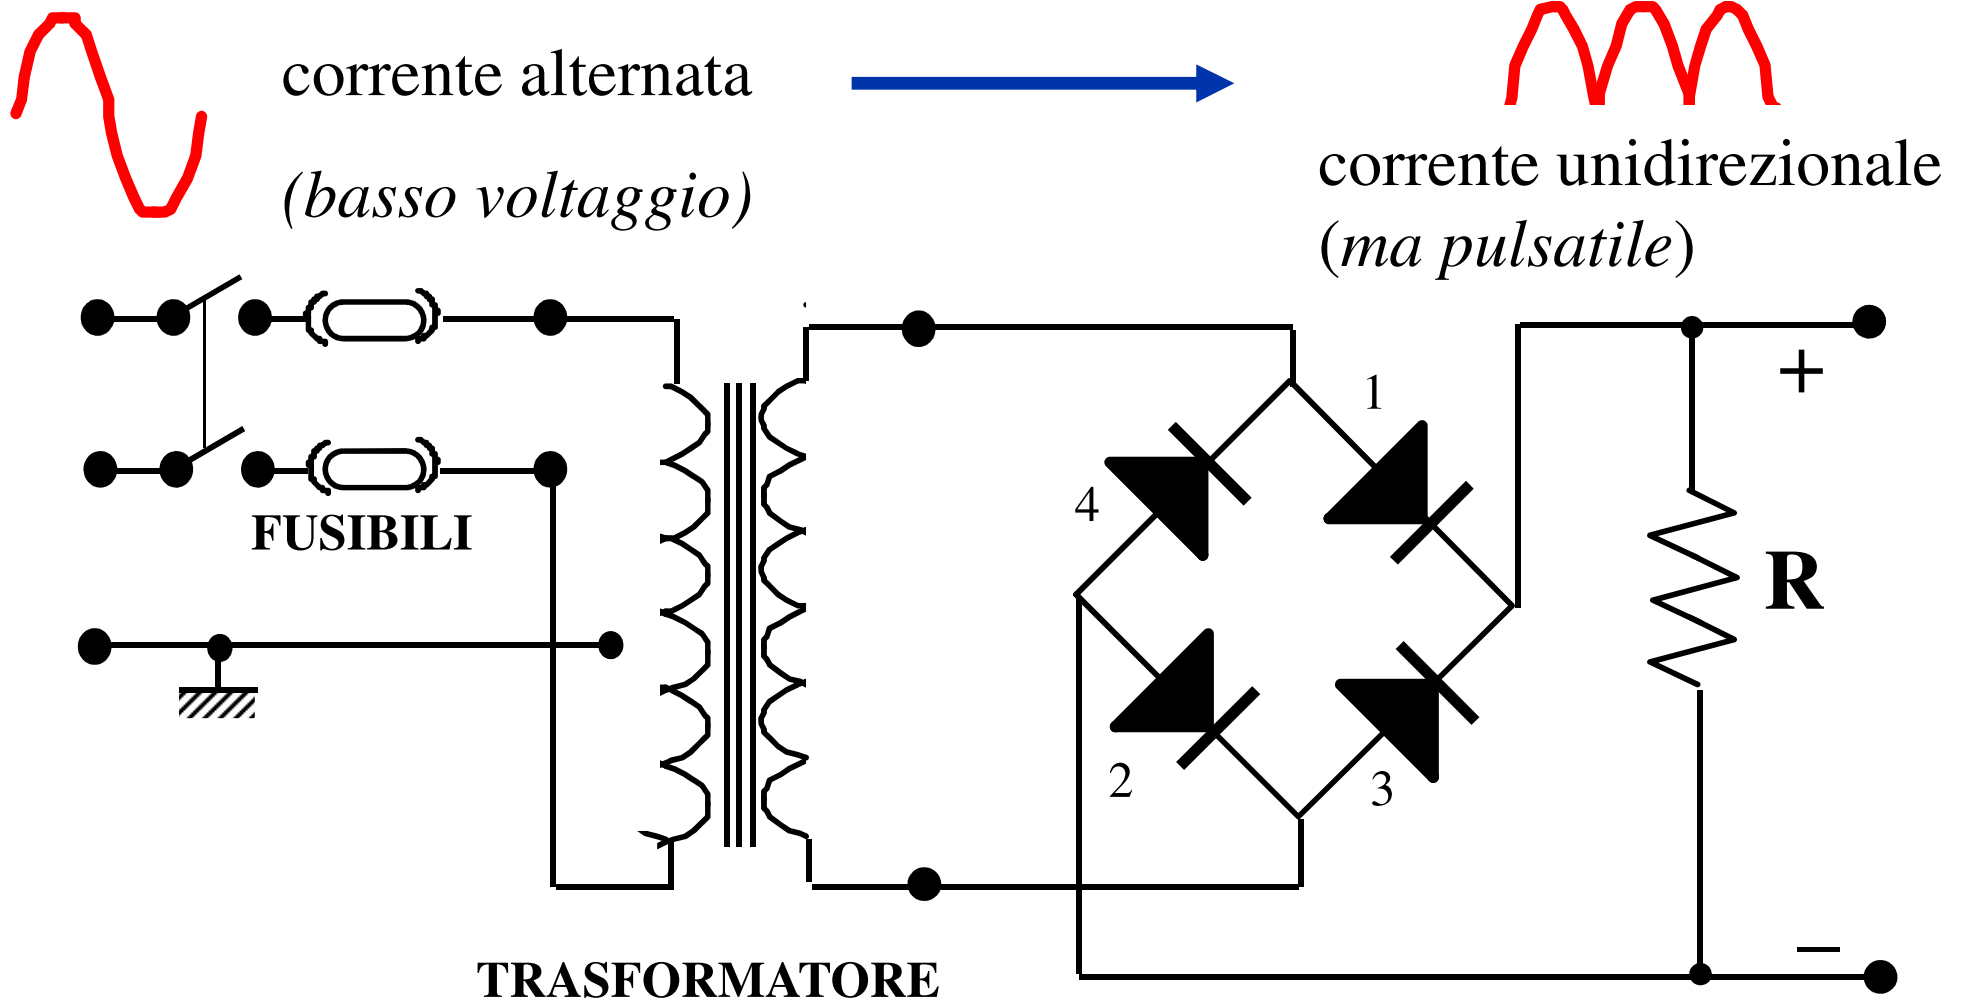 corrente alternata
(basso voltaggio)
corrente unidirezionale
(ma pulsatile)
+
1
4
FUSIBILI
R
2
3
–
TRASFORMATORE